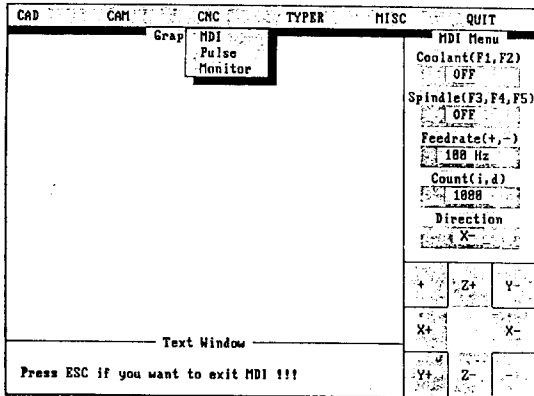 CAD CAM CNC TYPER MISC QUIT
Grap
MDI
Pulse
Monitor
MDI Menu
Coolant(F1,F2)
OFF
Spindle(F3,F4,F5)
OFF
Feedrate(+,-)
100 Hz
Count(i,d)
1000
Direction
X-
+ Z+ Y-
X+ X-
Y+ Z- -
Text Window
Press ESC if you want to exit MDI !!!